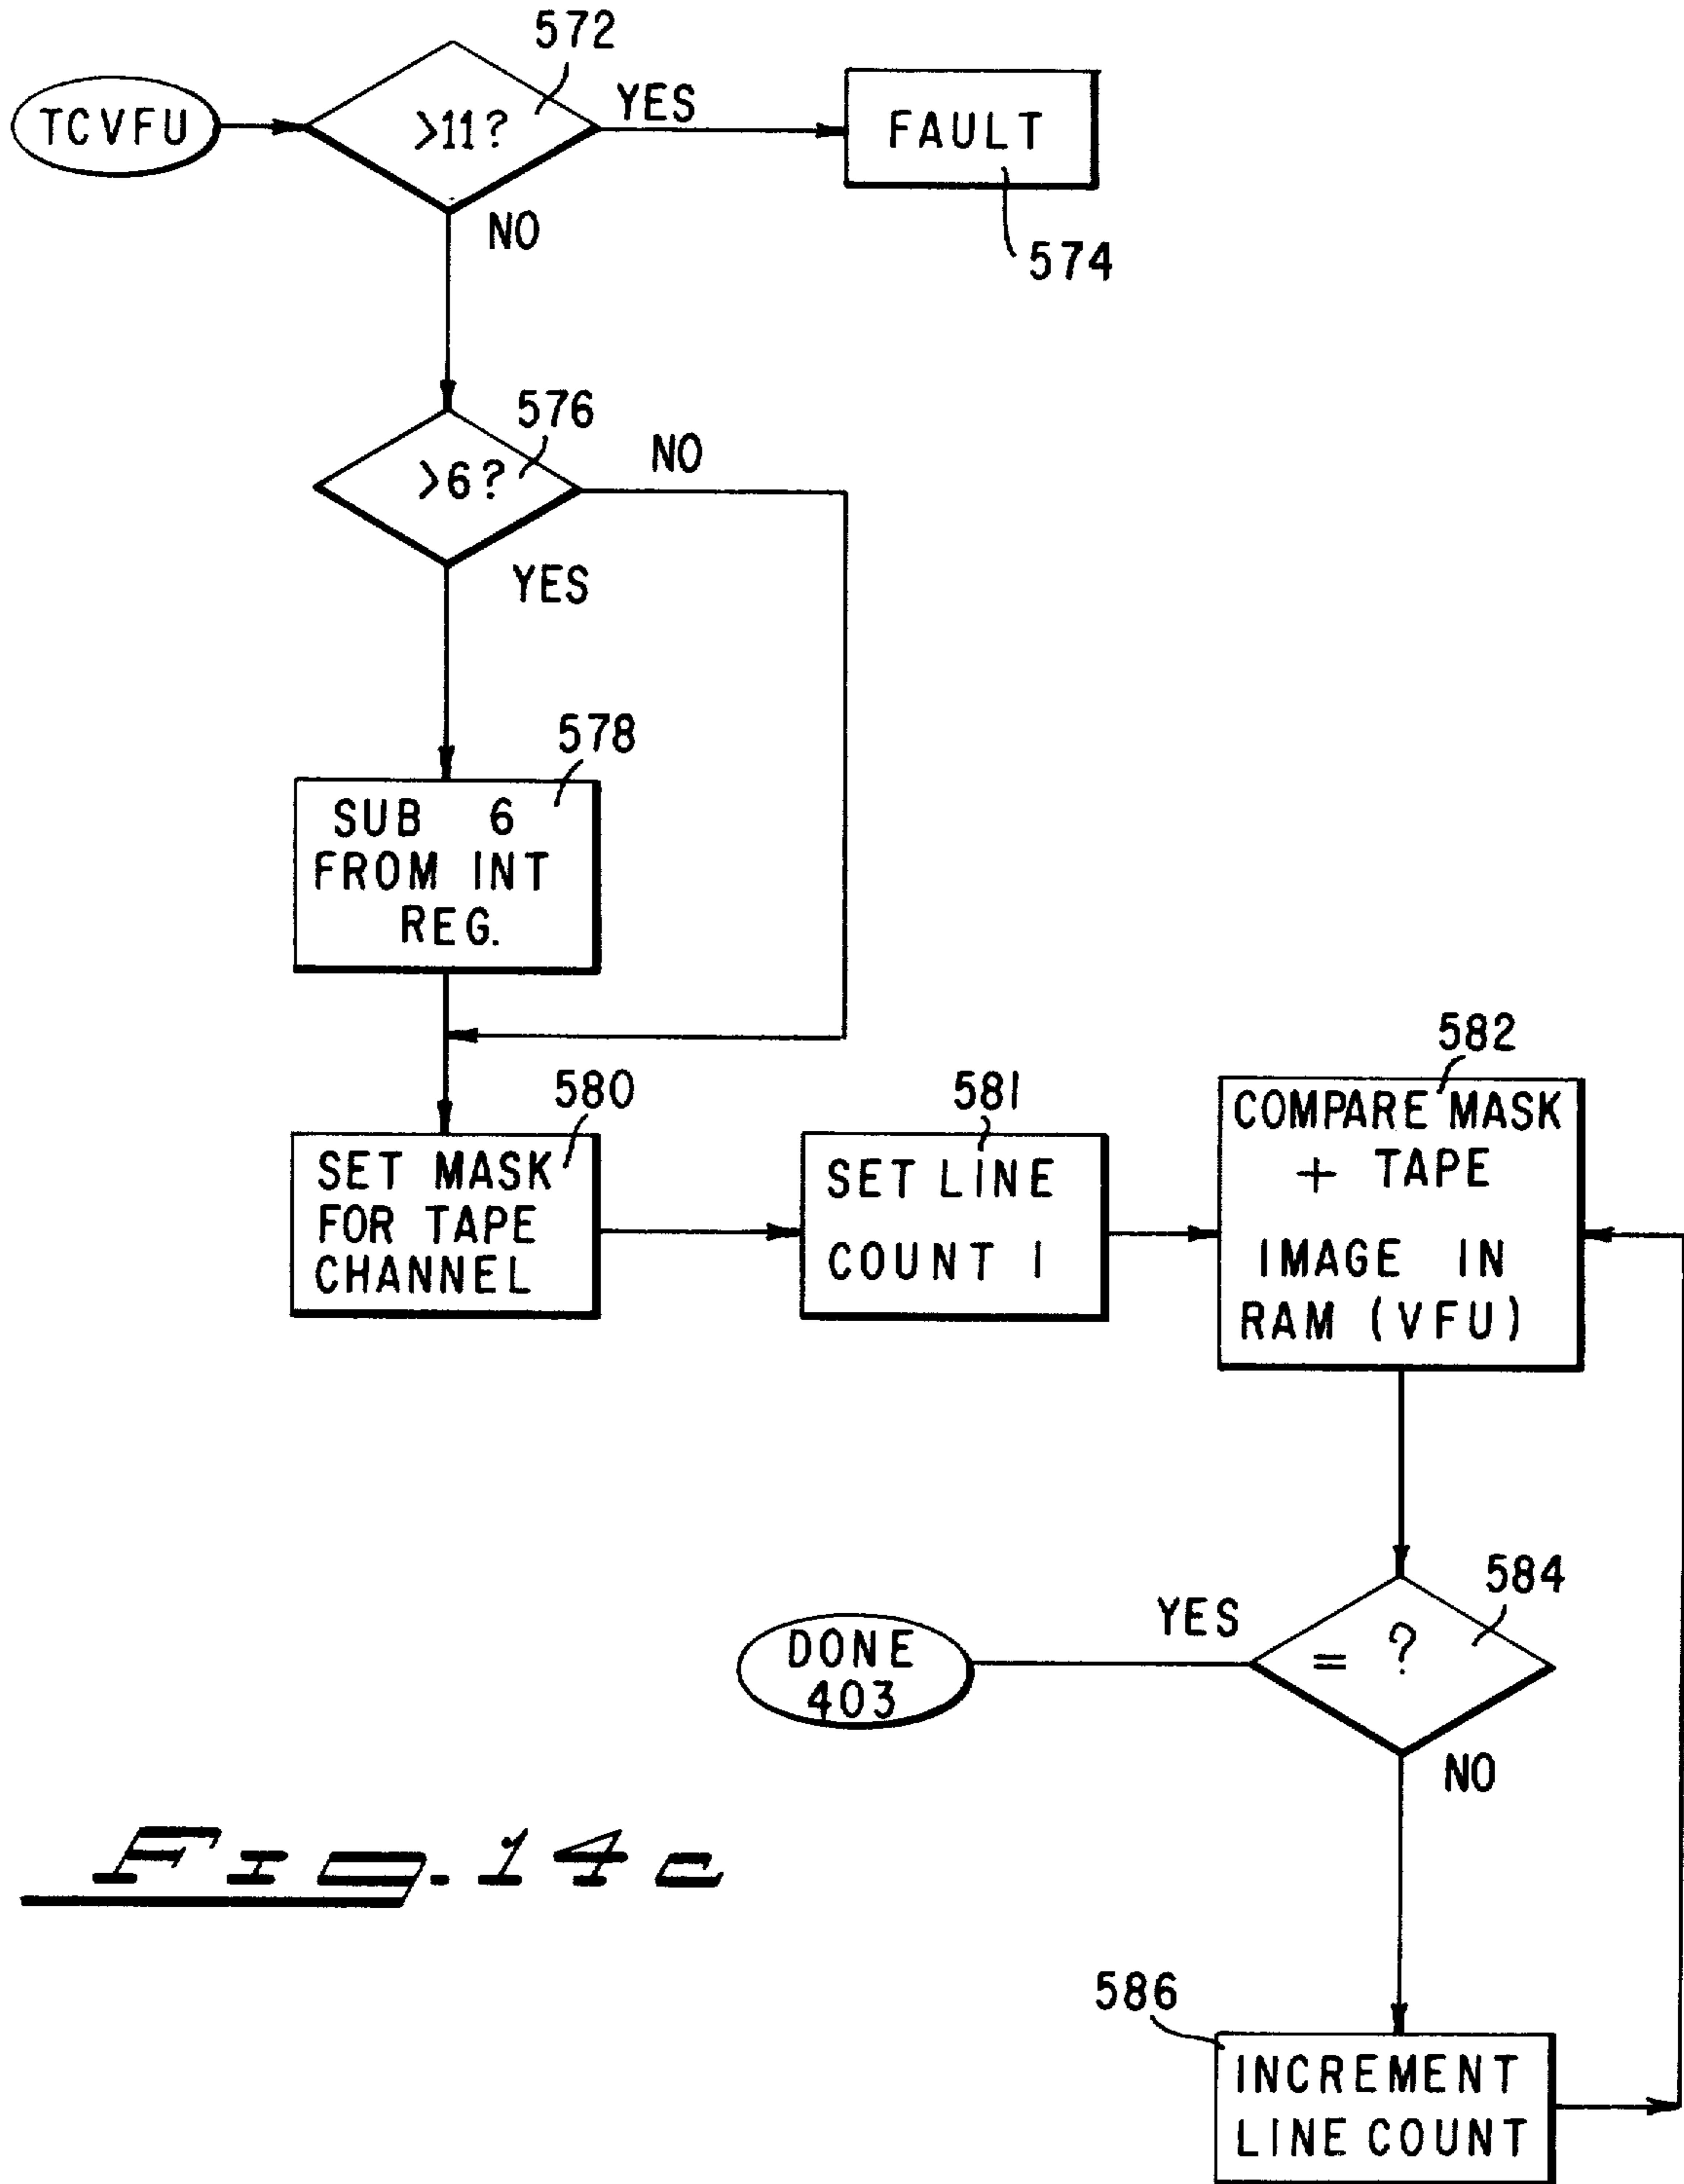 572
TCVFU
>11?
YES
FAULT
NO
574
576
>6?
NO
YES
578
SUB 6
FROM INT
REG.
580
SET MASK
FOR TAPE
CHANNEL
581
SET LINE
COUNT 1
582
COMPARE MASK
+ TAPE
IMAGE IN
RAM (VFU)
584
= ?
YES
DONE
403
NO
586
INCREMENT
LINE COUNT
Fig. 14e